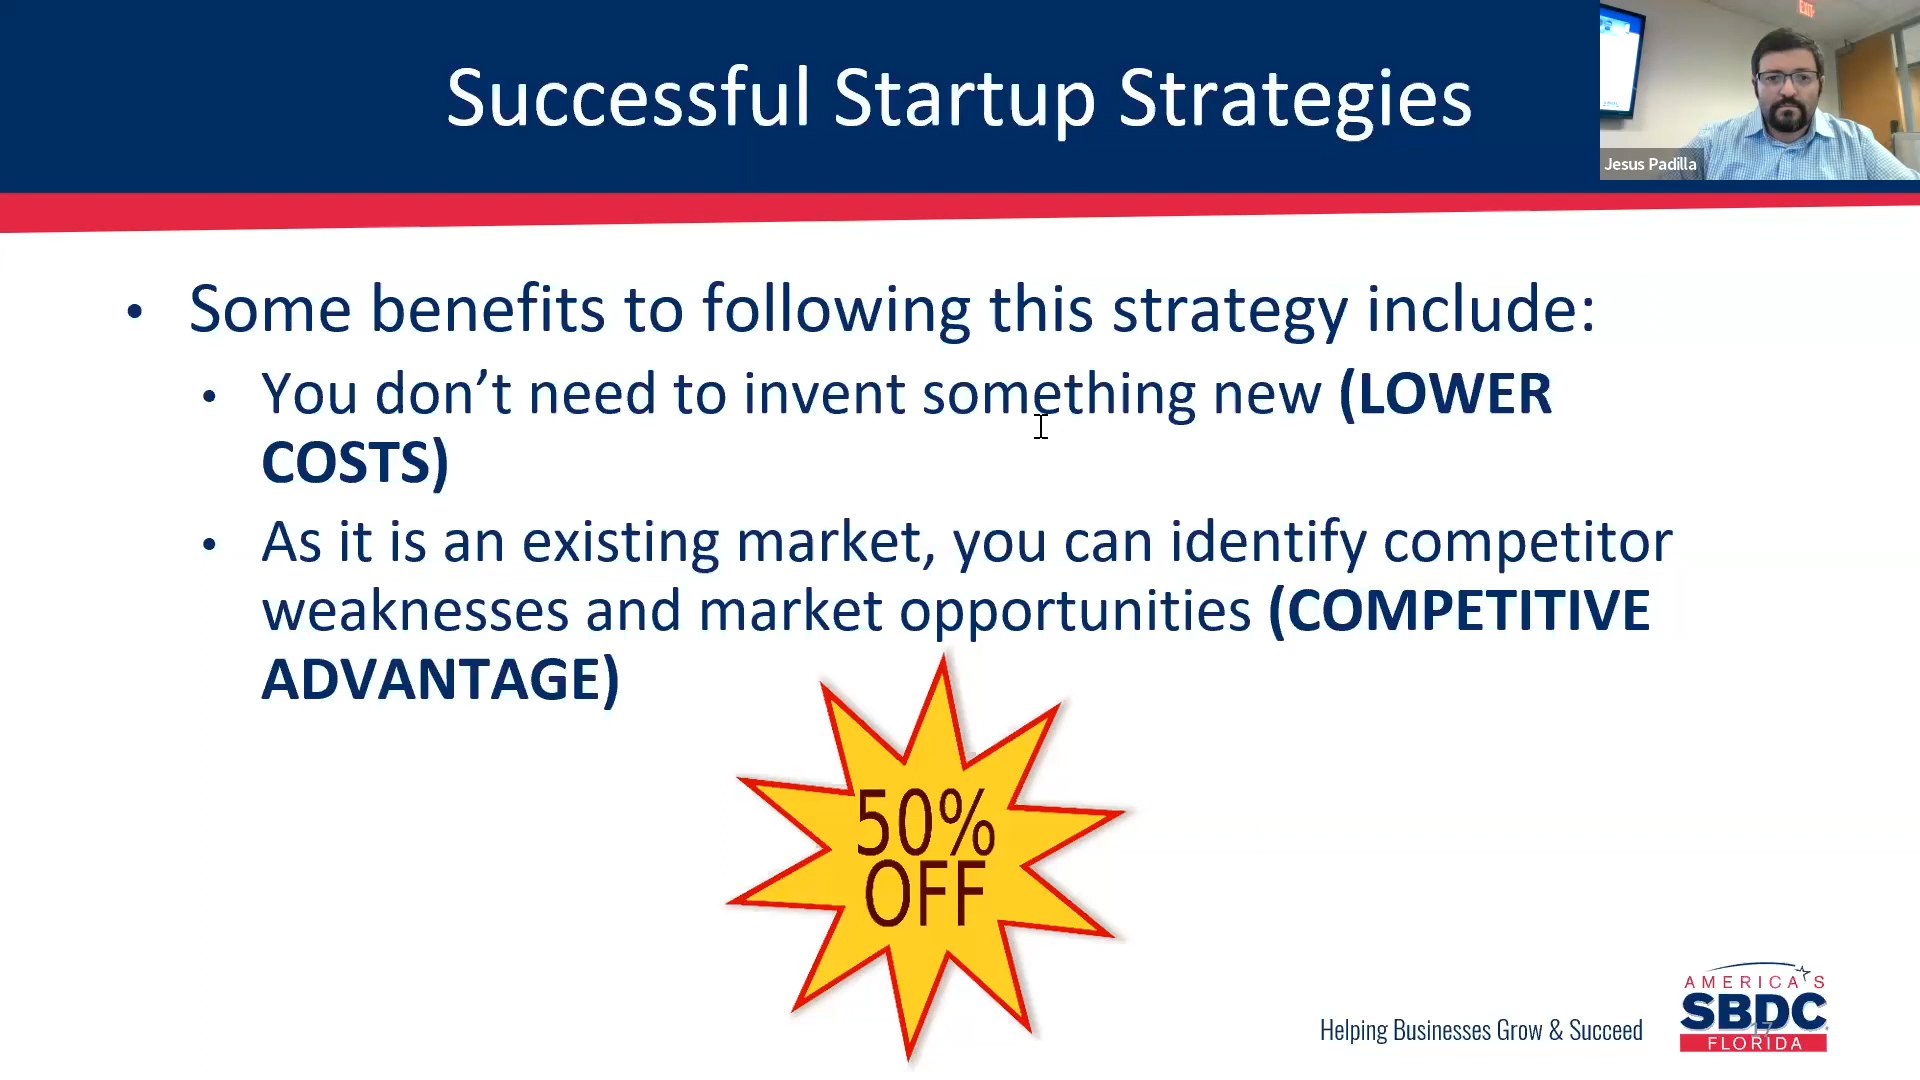 Successful Startup Strategies
EXIT
Jesus Padilla
• Some benefits to following this strategy include:
• You don’t need to invent something new (LOWER
COSTS)
• As it is an existing market, you can identify competitor
weaknesses and market opportunities (COMPETITIVE
ADVANTAGE)
50%
OFF
Helping Businesses Grow & Succeed
AMERICA'S
SBDC
17
FLORIDA